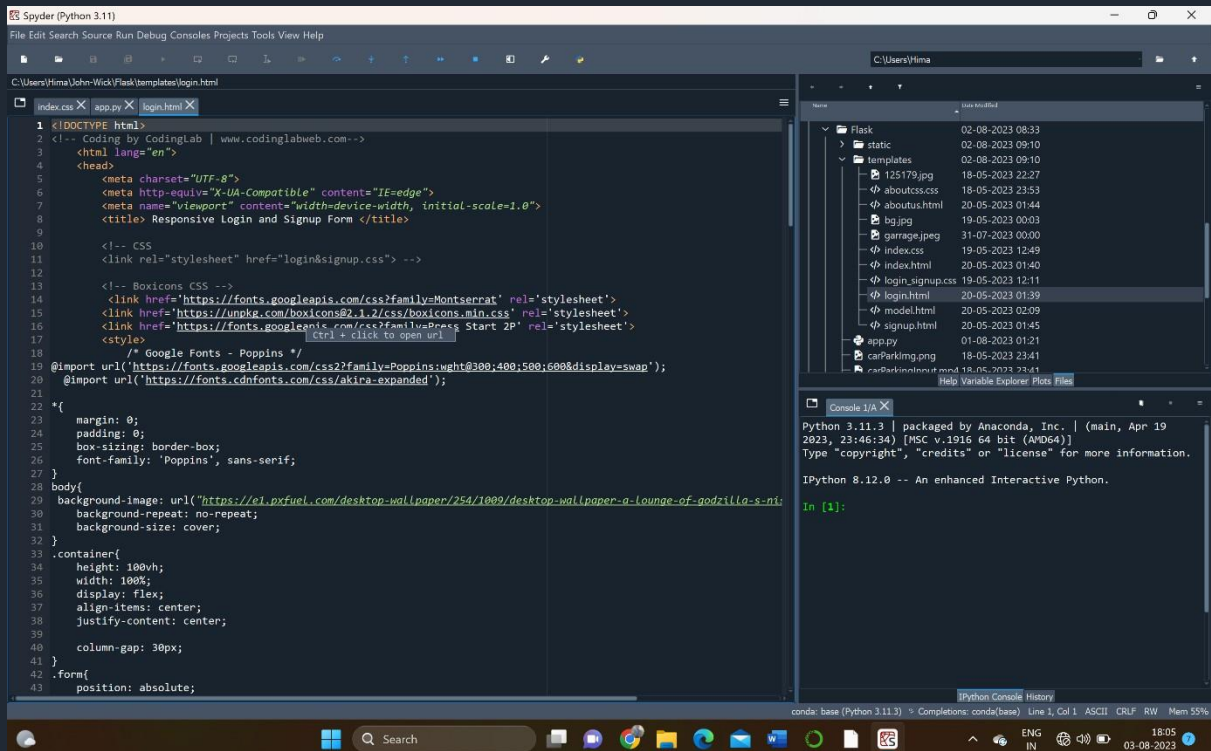 Spyder (Python 3.11)
File Edit Search Source Run Debug Consoles Projects Tools View Help
C:\Users\Hima
C:\Users\Hima\John-Wick\Flask\templates\login.html
index.css app.py login.html
1 <!DOCTYPE html>
2 <!-- Coding by CodingLab | www.codinglabweb.com-->
3 <html lang="en">
4 <head>
5 <meta charset="UTF-8">
6 <meta http-equiv="X-UA-Compatible" content="IE=edge">
7 <meta name="viewport" content="width=device-width, initial-scale=1.0">
8 <title> Responsive Login and Signup Form </title>
9
10 <!-- CSS
11 <link rel="stylesheet" href="login&signup.css"> -->
12
13 <!-- Boxicons CSS -->
14 <link href='https://fonts.googleapis.com/css?family=Montserrat' rel='stylesheet'>
15 <link href='https://unpkg.com/boxicons@2.1.2/css/boxicons.min.css' rel='stylesheet'>
16 <link href='https://fonts.googleapis.com/css?family=Press Start 2P' rel='stylesheet'>
Ctrl + click to open url
17 <style>
18 /* Google Fonts - Poppins */
19 @import url('https://fonts.googleapis.com/css2?family=Poppins:wght@300;400;500;600&display=swap');
20 @import url('https://fonts.cdnfonts.com/css/akira-expanded');
21
22 *{
23 margin: 0;
24 padding: 0;
25 box-sizing: border-box;
26 font-family: 'Poppins', sans-serif;
27 }
28 body{
29 background-image: url("https://e1.pxfuel.com/desktop-wallpaper/254/1009/desktop-wallpaper-a-lounge-of-godzilla-s-ni
30 background-repeat: no-repeat;
31 background-size: cover;
32 }
33 .container{
34 height: 100vh;
35 width: 100%;
36 display: flex;
37 align-items: center;
38 justify-content: center;
39
40 column-gap: 30px;
41 }
42 .form{
43 position: absolute;
Name Date Modified
Flask 02-08-2023 08:33
static 02-08-2023 09:10
templates 02-08-2023 09:10
125179.jpg 18-05-2023 22:27
aboutcss.css 18-05-2023 23:53
aboutus.html 20-05-2023 01:44
bg.jpg 19-05-2023 00:03
garrage.jpeg 31-07-2023 00:00
index.css 19-05-2023 12:49
index.html 20-05-2023 01:40
login_signup.css 19-05-2023 12:11
login.html 20-05-2023 01:39
model.html 20-05-2023 02:09
signup.html 20-05-2023 01:45
app.py 01-08-2023 01:21
carParkImg.png 18-05-2023 23:41
carParkingInput.mp4 18-05-2023 23:41
Help Variable Explorer Plots Files
Console 1/A
Python 3.11.3 | packaged by Anaconda, Inc. | (main, Apr 19
2023, 23:46:34) [MSC v.1916 64 bit (AMD64)]
Type "copyright", "credits" or "license" for more information.
IPython 8.12.0 -- An enhanced Interactive Python.
In [1]:
IPython Console History
conda: base (Python 3.11.3) Completions: conda(base) Line 1, Col 1 ASCII CRLF RW Mem 55%
Search
ENG
IN
18:05
03-08-2023
7